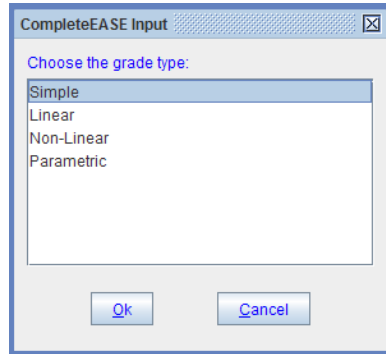 CompleteEASE Input
Choose the grade type:
Simple
Linear
Non-Linear
Parametric
Ok
Cancel